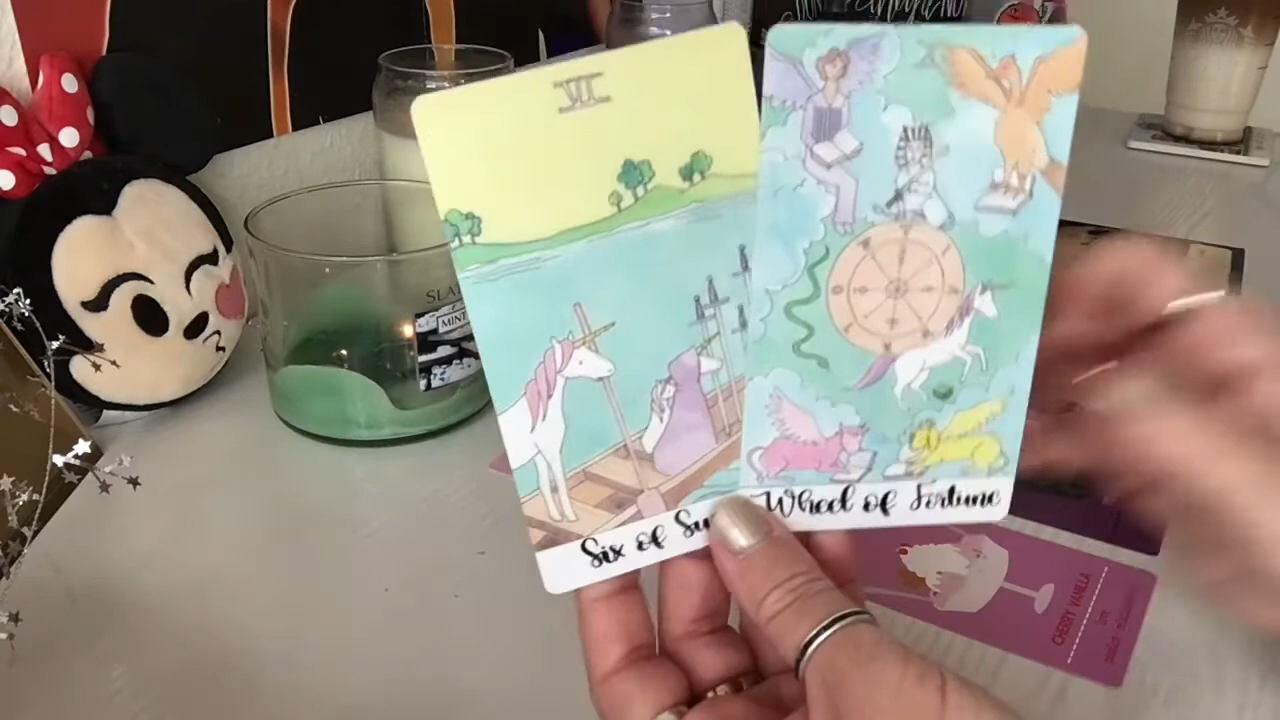 VI
Six of Sw
Wheel of Fortune
SLA
MINT
CHERRY VANILLA